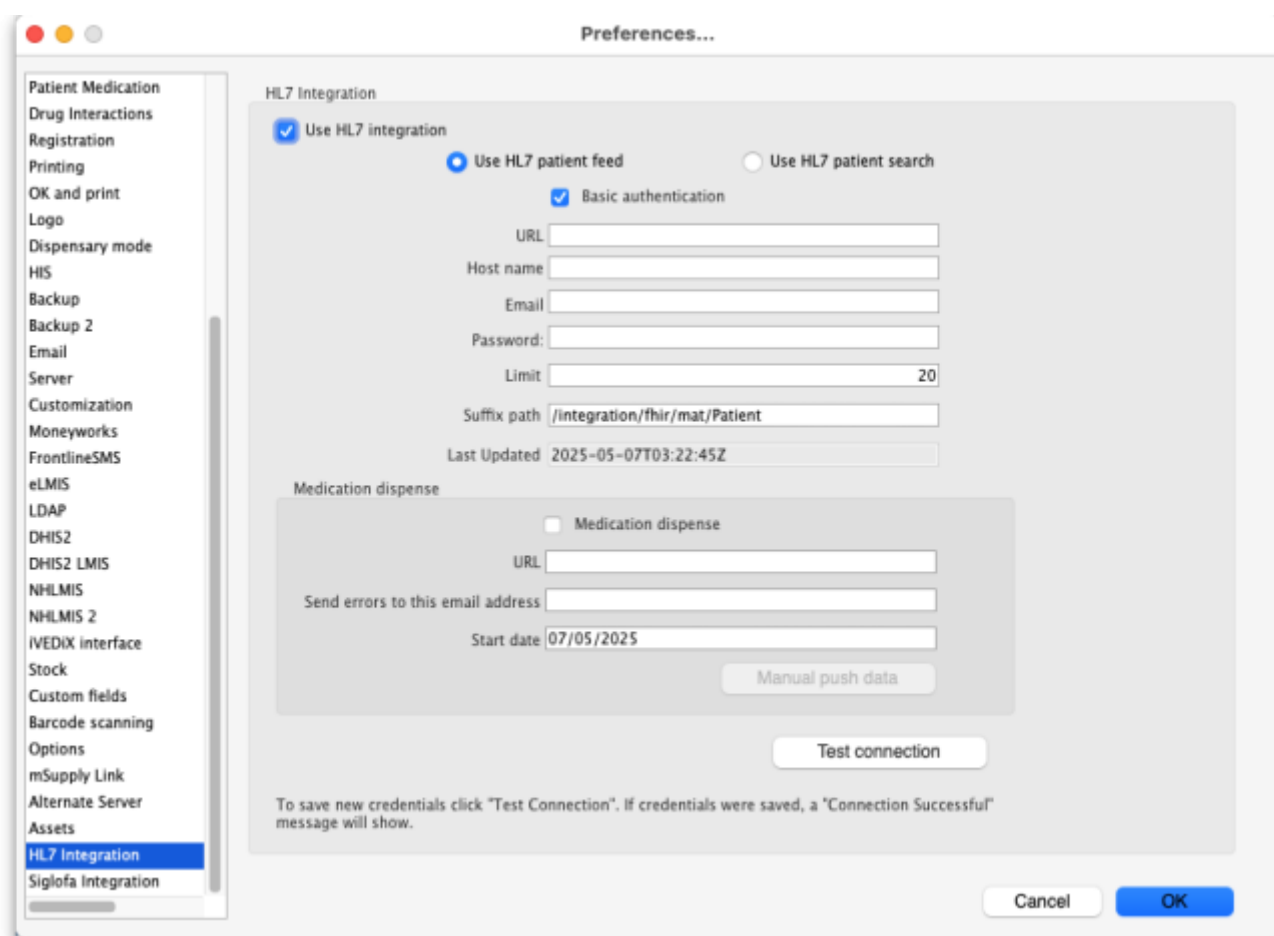 Preferences...
Patient Medication
Drug Interactions
Registration
Printing
OK and print
Logo
Dispensary mode
HIS
Backup
Backup 2
Email
Server
Customization
Moneyworks
FrontlineSMS
eLMIS
LDAP
DHIS2
DHIS2 LMIS
NHLMIS
NHLMIS 2
iVEDiX interface
Stock
Custom fields
Barcode scanning
Options
mSupply Link
Alternate Server
Assets
HL7 Integration
Siglofa Integration
HL7 Integration
Use HL7 integration
Use HL7 patient feed Use HL7 patient search
Basic authentication
URL
Host name
Email
Password:
Limit 20
Suffix path /integration/fhir/mat/Patient
Last Updated 2025-05-07T03:22:45Z
Medication dispense
Medication dispense
URL
Send errors to this email address
Start date 07/05/2025
Manual push data
Test connection
To save new credentials click "Test Connection". If credentials were saved, a "Connection Successful"
message will show.
Cancel OK